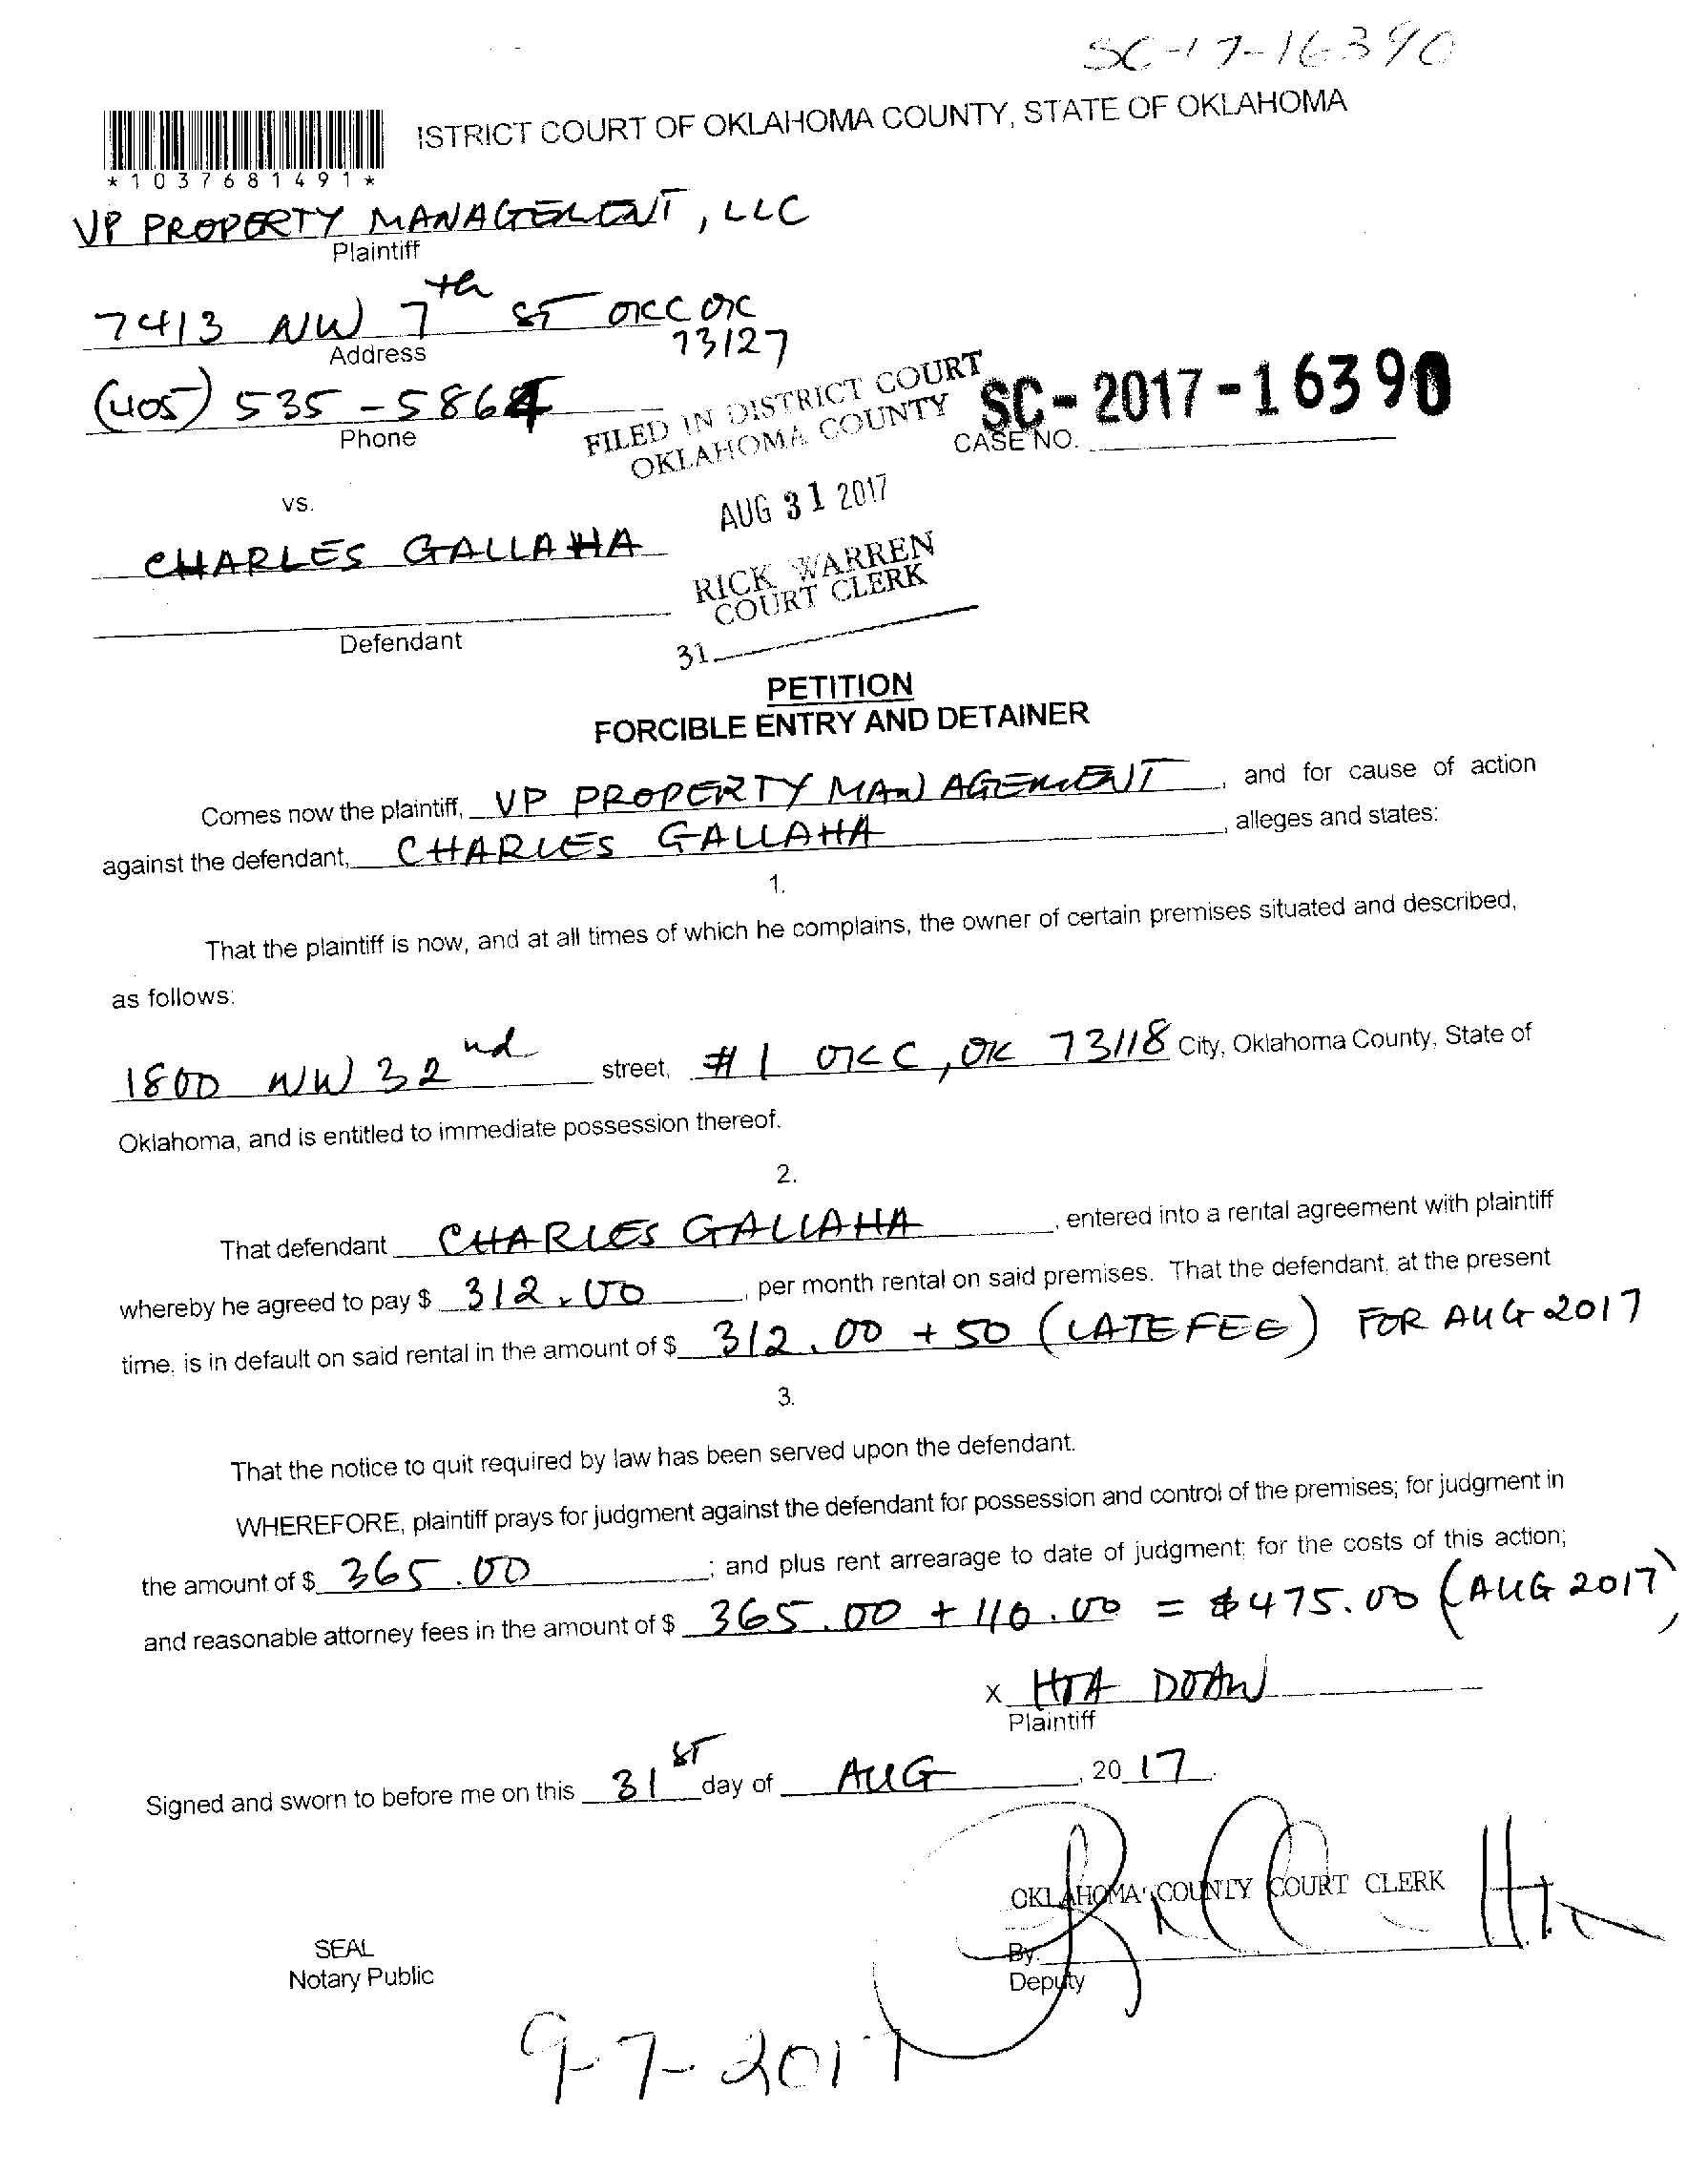 SC-17-16390
ISTRICT COURT OF OKLAHOMA COUNTY, STATE OF OKLAHOMA
*1037681491*
VP PROPERTY MANAGEMENT, LLC
Plaintiff
7413 NW 7th ST OKC OK
73127
Address
(405) 535-5864
Phone
FILED IN DISTRICT COURT
OKLAHOMA COUNTY
SC-2017-16390
CASE NO.
vs.
AUG 31 2017
CHARLES GALLAHA
RICK WARREN
COURT CLERK
Defendant
31
PETITION
FORCIBLE ENTRY AND DETAINER
Comes now the plaintiff, VP PROPERTY MANAGEMENT, and for cause of action
against the defendant, CHARLES GALLAHA, alleges and states:
1.
That the plaintiff is now, and at all times of which he complains, the owner of certain premises situated and described,
as follows:
1800 NW 32nd street, #1 OKC, OK 73118 City, Oklahoma County, State of
Oklahoma, and is entitled to immediate possession thereof.
2.
That defendant CHARLES GALLAHA, entered into a rental agreement with plaintiff
whereby he agreed to pay $ 312.00, per month rental on said premises. That the defendant, at the present
time, is in default on said rental in the amount of $ 312.00 + 50 (LATE FEE) FOR AUG 2017
3.
That the notice to quit required by law has been served upon the defendant.
WHEREFORE, plaintiff prays for judgment against the defendant for possession and control of the premises; for judgment in
the amount of $ 365.00; and plus rent arrearage to date of judgment; for the costs of this action;
and reasonable attorney fees in the amount of $ 365.00 + 110.00 = $475.00 (AUG 2017)
X HOA DOAN
Plaintiff
Signed and sworn to before me on this 31ST day of AUG, 20 17.
OKLAHOMA COUNTY COURT CLERK
SEAL
Notary Public
By:
Deputy
9-7-2017